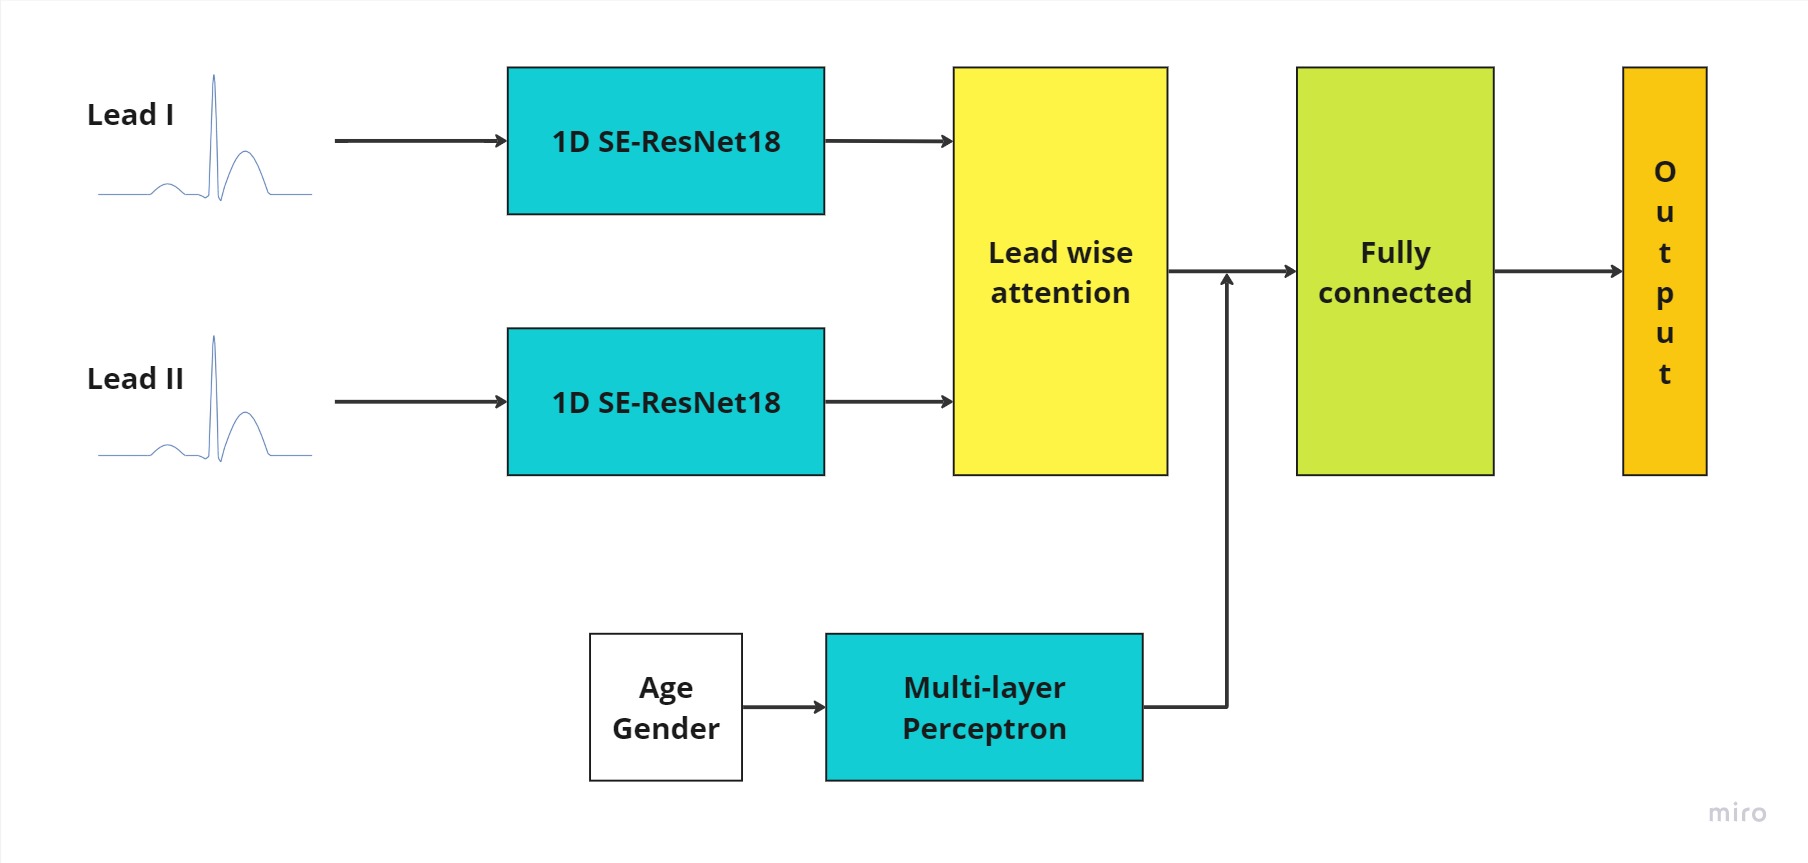 Lead I
1D SE-ResNet18
Lead wise
attention
Fully
connected
Output
Lead II
1D SE-ResNet18
Age
Gender
Multi-layer
Perceptron
miro